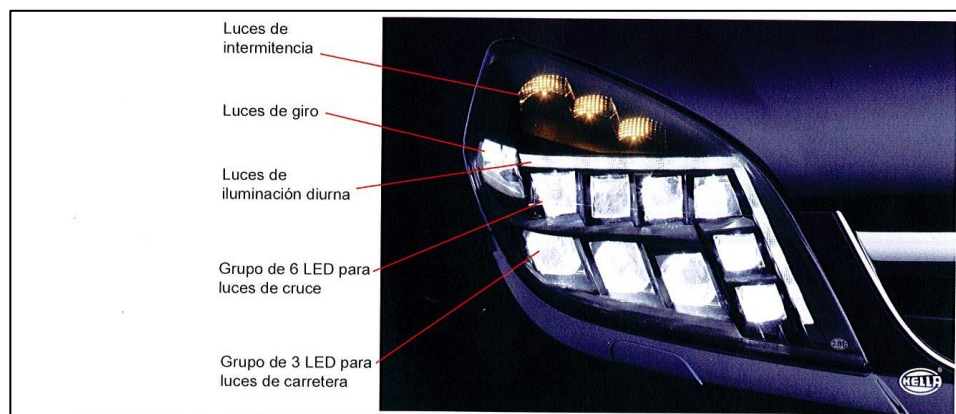 Luces de
intermitencia
Luces de giro
Luces de
iluminación diurna
Grupo de 6 LED para
luces de cruce
Grupo de 3 LED para
luces de carretera
HELLA